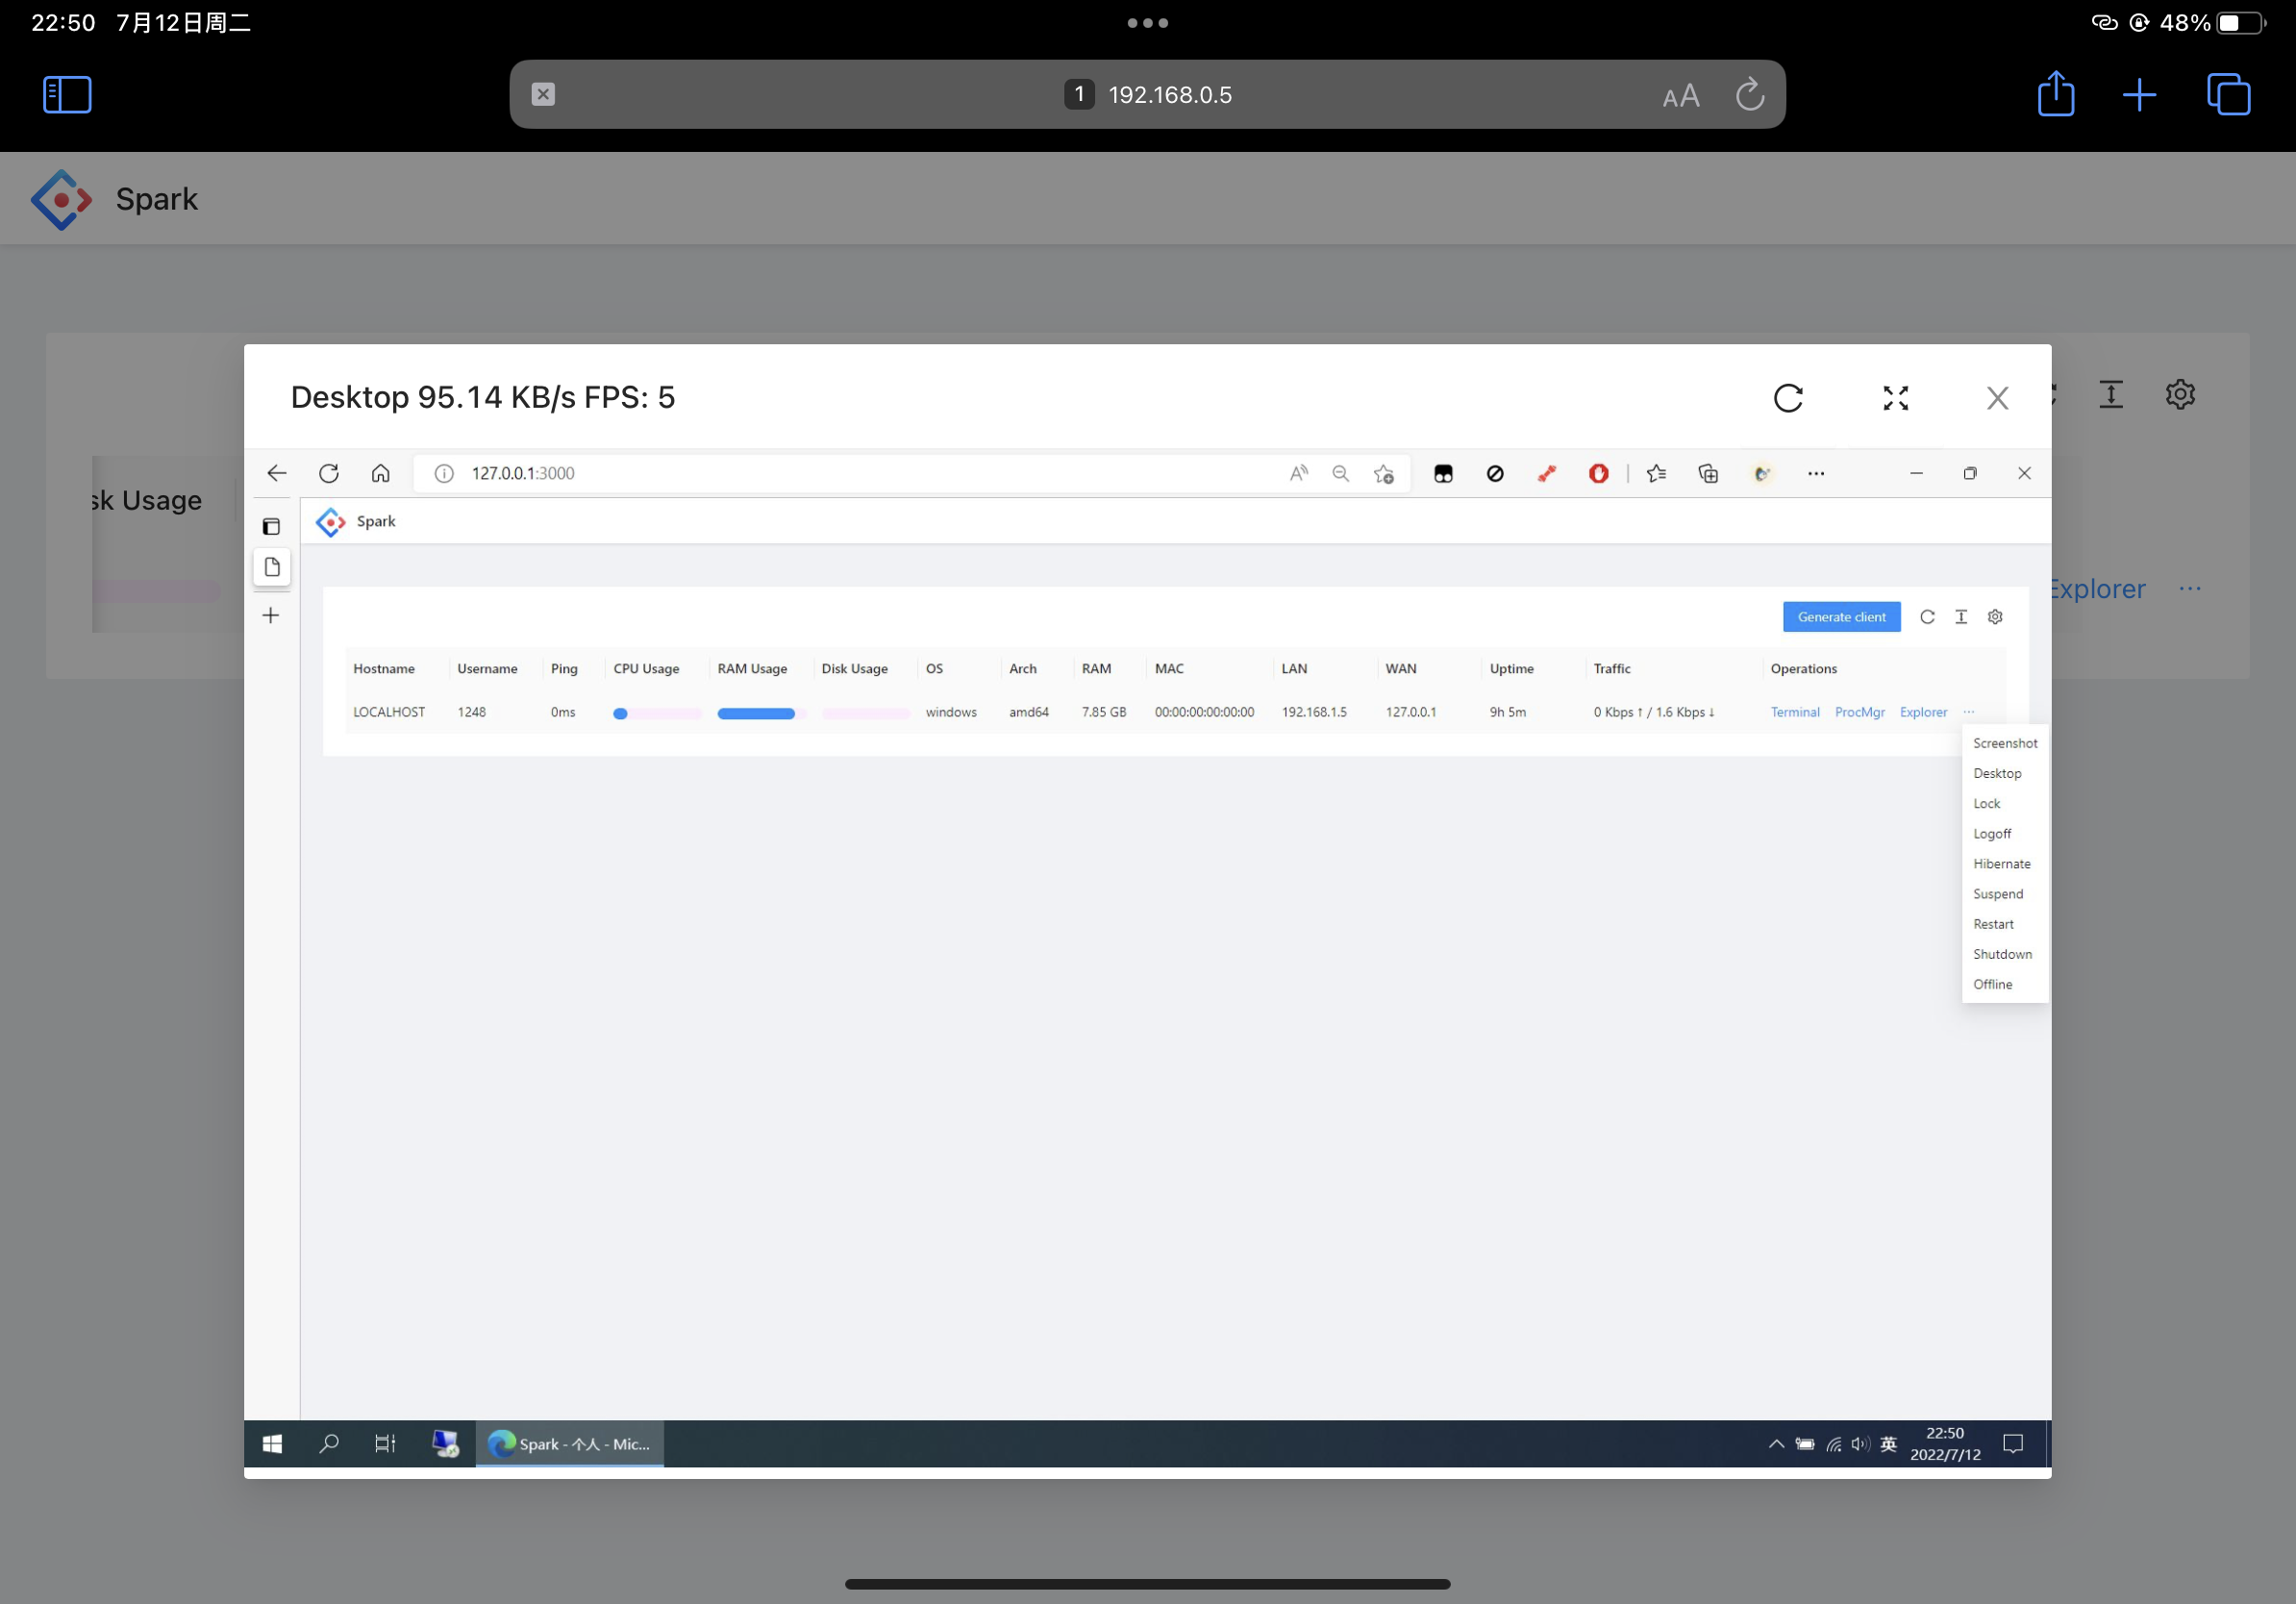 22:50 7月12日周二
48%
1 192.168.0.5
AA
Spark
Desktop 95.14 KB/s FPS: 5
127.0.0.1:3000
sk Usage
Spark
Explorer ···
Generate client
Hostname Username Ping CPU Usage RAM Usage Disk Usage OS Arch RAM MAC LAN WAN Uptime Traffic Operations
LOCALHOST 1248 0ms windows amd64 7.85 GB 00:00:00:00:00:00 192.168.1.5 127.0.0.1 9h 5m 0 Kbps ↑ / 1.6 Kbps ↓ Terminal ProcMgr Explorer ···
Screenshot
Desktop
Lock
Logoff
Hibernate
Suspend
Restart
Shutdown
Offline
Spark - 个人 - Mic...
英
22:50
2022/7/12